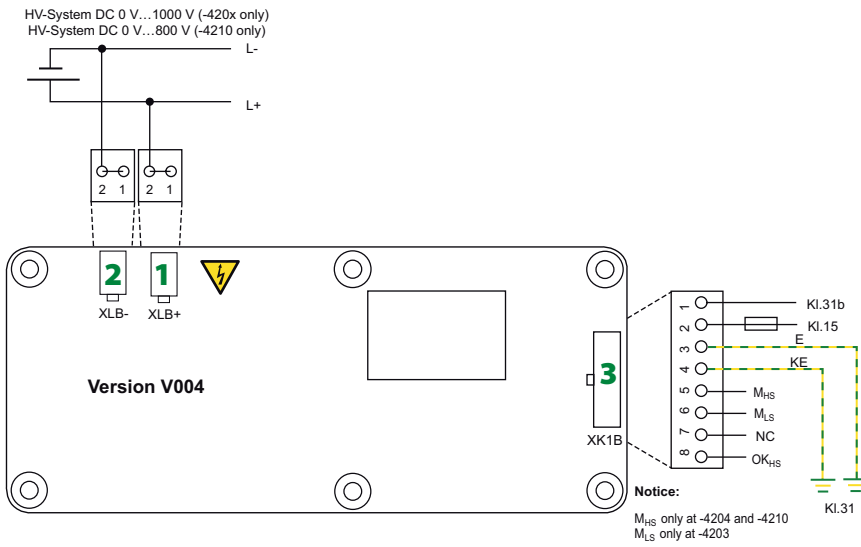 HV-System DC 0 V...1000 V (-420x only)
HV-System DC 0 V...800 V (-4210 only)
L-
L+
2 1
2 1
2
1
XLB-
XLB+
Version V004
3
XK1B
1
2
3
4
5
6
7
8
Kl.31b
Kl.15
E
KE
MHS
MLS
NC
OKHS
Kl.31
Notice:
MHS only at -4204 and -4210
MLS only at -4203